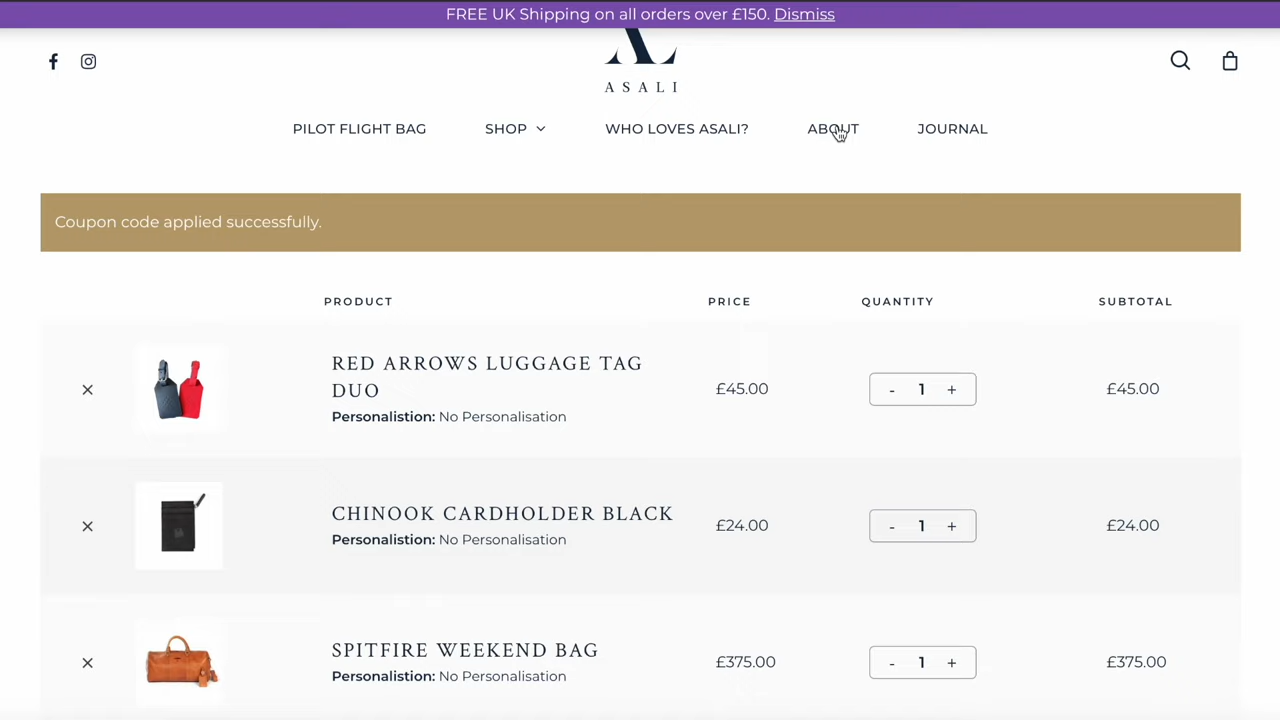 FREE UK Shipping on all orders over £150. Dismiss
ASALI
PILOT FLIGHT BAG SHOP WHO LOVES ASALI? ABOUT JOURNAL
Coupon code applied successfully.
PRODUCT PRICE QUANTITY SUBTOTAL
RED ARROWS LUGGAGE TAG
DUO
Personalistion: No Personalisation
£45.00 - 1 + £45.00
CHINOOK CARDHOLDER BLACK
Personalistion: No Personalisation
£24.00 - 1 + £24.00
SPITFIRE WEEKEND BAG
Personalistion: No Personalisation
£375.00 - 1 + £375.00